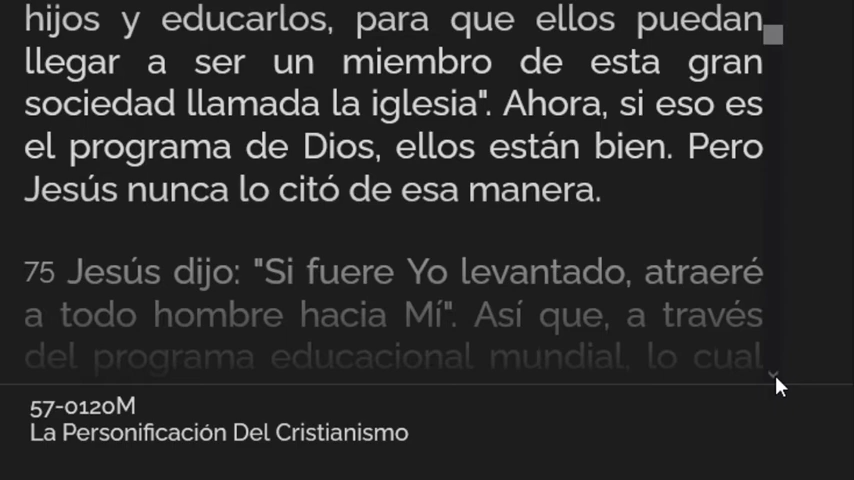 hijos y educarlos, para que ellos puedan
llegar a ser un miembro de esta gran
sociedad llamada la iglesia". Ahora, si eso es
el programa de Dios, ellos están bien. Pero
Jesús nunca lo citó de esa manera.
75 Jesús dijo: "Si fuere Yo levantado, atraeré
a todo hombre hacia Mí". Así que, a través
del programa educacional mundial, lo cual
57-0120M
La Personificación Del Cristianismo